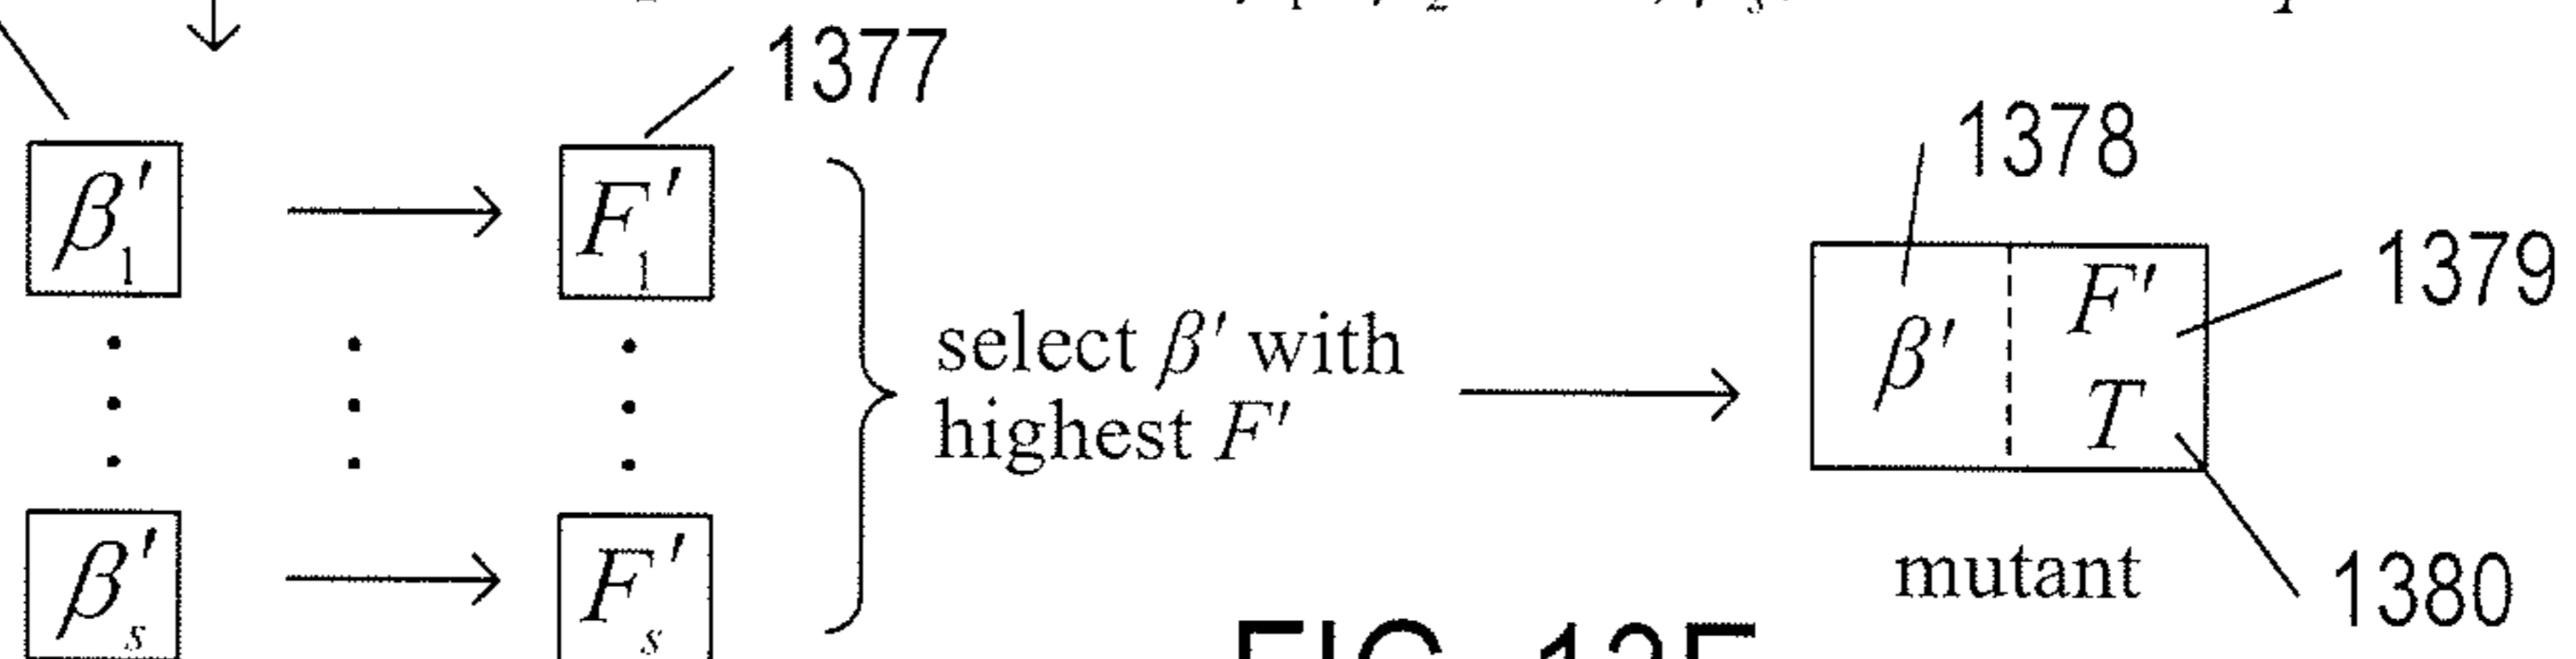 1377
1378
β′₁ F′₁
F′
1379
select β′ with
β′
highest F′
T
β′ₛ F′ₛ
mutant
1380